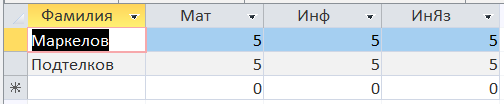 Фамилия Мат Инф ИнЯз
Маркелов 5 5 5
Подтелков 5 5 5
* 0 0 0